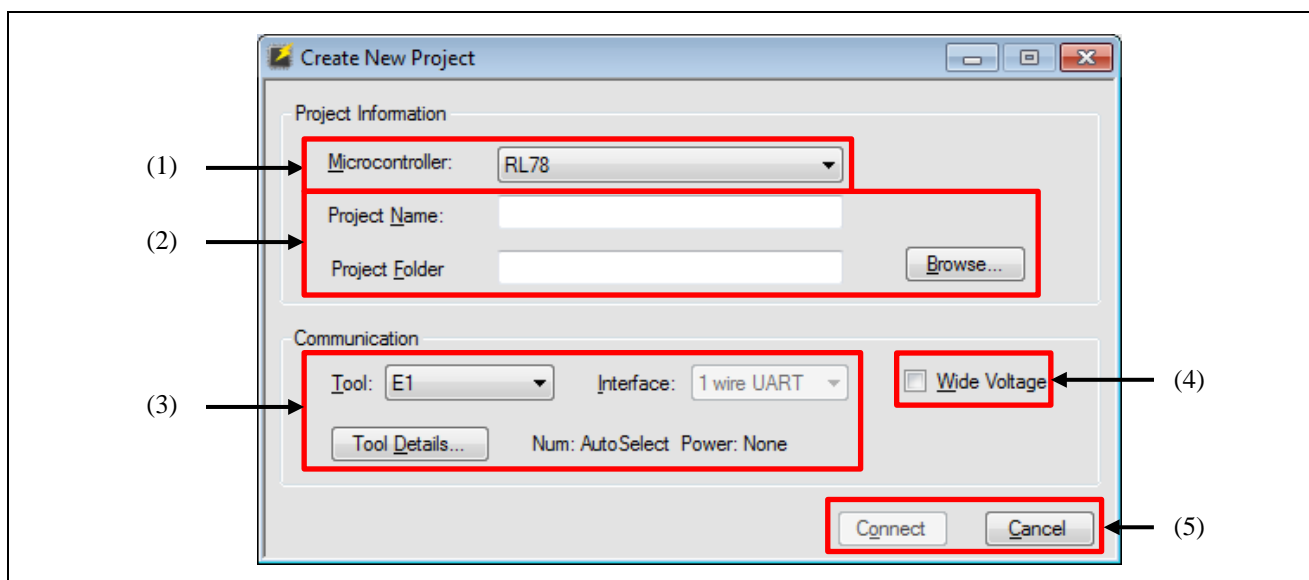 Create New Project
Project Information
(1) Microcontroller: RL78
Project Name:
(2)
Project Folder Browse...
Communication
Tool: E1 Interface: 1 wire UART Wide Voltage (4)
(3)
Tool Details... Num: AutoSelect Power: None
Connect Cancel (5)